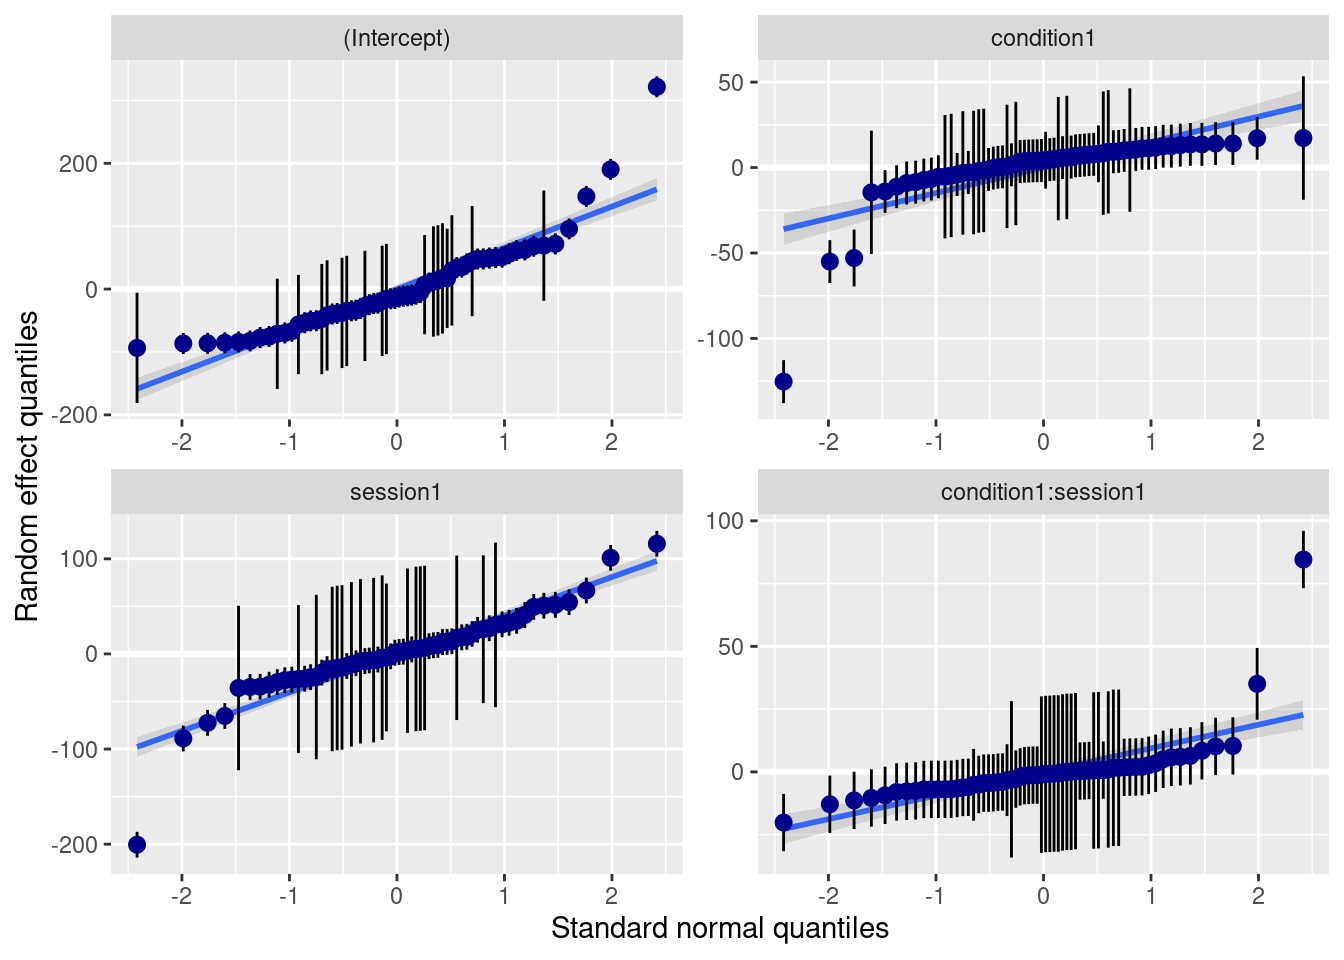 (Intercept)
condition1
200
0
-200
50
0
-50
-100
-2 -1 0 1 2
-2 -1 0 1 2
session1
condition1:session1
100
0
-100
-200
100
50
0
-2 -1 0 1 2
-2 -1 0 1 2
Random effect quantiles
Standard normal quantiles